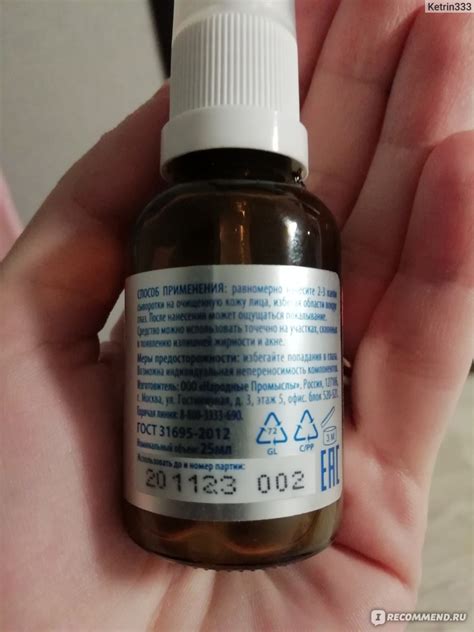 Ketrin333
СПОСОБ ПРИМЕНЕНИЯ: равномерно нанесите 2-3 капли
сыворотки на очищенную кожу лица, избегая области вокруг
глаз. После нанесения может ощущаться покалывание.
Средство можно использовать точечно на участках, склонных
к появлению излишней жирности и акне.
Меры предосторожности: избегайте попадания в глаза.
Возможна индивидуальная непереносимость компонентов.
Изготовитель: ООО «Народные Промыслы». Россия,
г. Москва, ул. Гостиничная, д. 3, этаж 5, офис. блок
Горячая линия: 8-800-3333-690.
ГОСТ 31695-2012
Номинальный объем: 25мл
72
GL
C/PP
3 M
EAC
Использовать до и номер партии:
201123 002
IRECOMMEND.RU